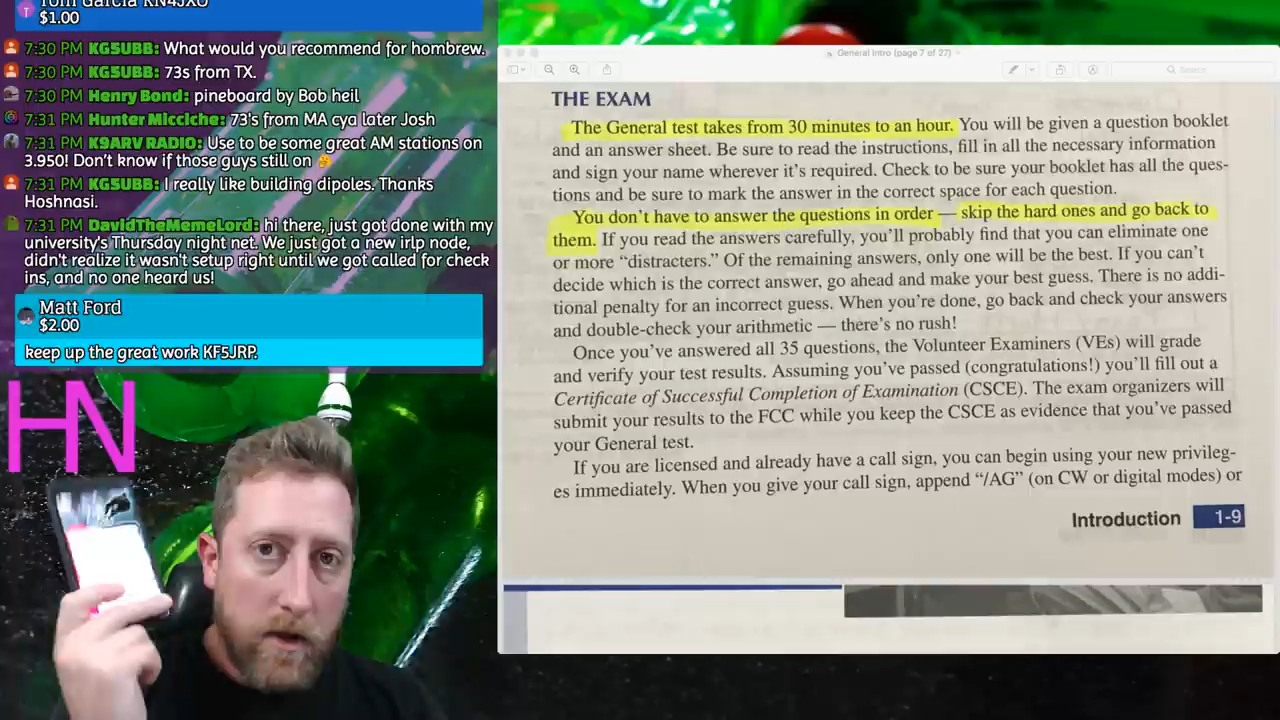 Tom Garcia KN4JXO
$1.00
7:30 PM KG5UBB: What would you recommend for hombrew.
7:30 PM KG5UBB: 73s from TX.
7:30 PM Henry Bond: pineboard by Bob heil
7:31 PM Hunter Micciche: 73's from MA cya later Josh
7:31 PM K9ARV RADIO: Use to be some great AM stations on
3.950! Don't know if those guys still on 🤔
7:31 PM KG5UBB: I really like building dipoles. Thanks
Hoshnasi.
7:31 PM DavidTheMemeLord: hi there, just got done with my
university's Thursday night net. We just got a new irlp node,
didn't realize it wasn't setup right until we got called for check
ins, and no one heard us!
Matt Ford
$2.00
keep up the great work KF5JRP.
HN
General Intro (page 7 of 27)
Search
THE EXAM
The General test takes from 30 minutes to an hour. You will be given a question booklet
and an answer sheet. Be sure to read the instructions, fill in all the necessary information
and sign your name wherever it's required. Check to be sure your booklet has all the ques-
tions and be sure to mark the answer in the correct space for each question.
You don't have to answer the questions in order — skip the hard ones and go back to
them. If you read the answers carefully, you'll probably find that you can eliminate one
or more “distracters.” Of the remaining answers, only one will be the best. If you can't
decide which is the correct answer, go ahead and make your best guess. There is no addi-
tional penalty for an incorrect guess. When you're done, go back and check your answers
and double-check your arithmetic — there's no rush!
Once you've answered all 35 questions, the Volunteer Examiners (VEs) will grade
and verify your test results. Assuming you've passed (congratulations!) you'll fill out a
Certificate of Successful Completion of Examination (CSCE). The exam organizers will
submit your results to the FCC while you keep the CSCE as evidence that you've passed
your General test.
If you are licensed and already have a call sign, you can begin using your new privileg-
es immediately. When you give your call sign, append “/AG” (on CW or digital modes) or
Introduction 1-9